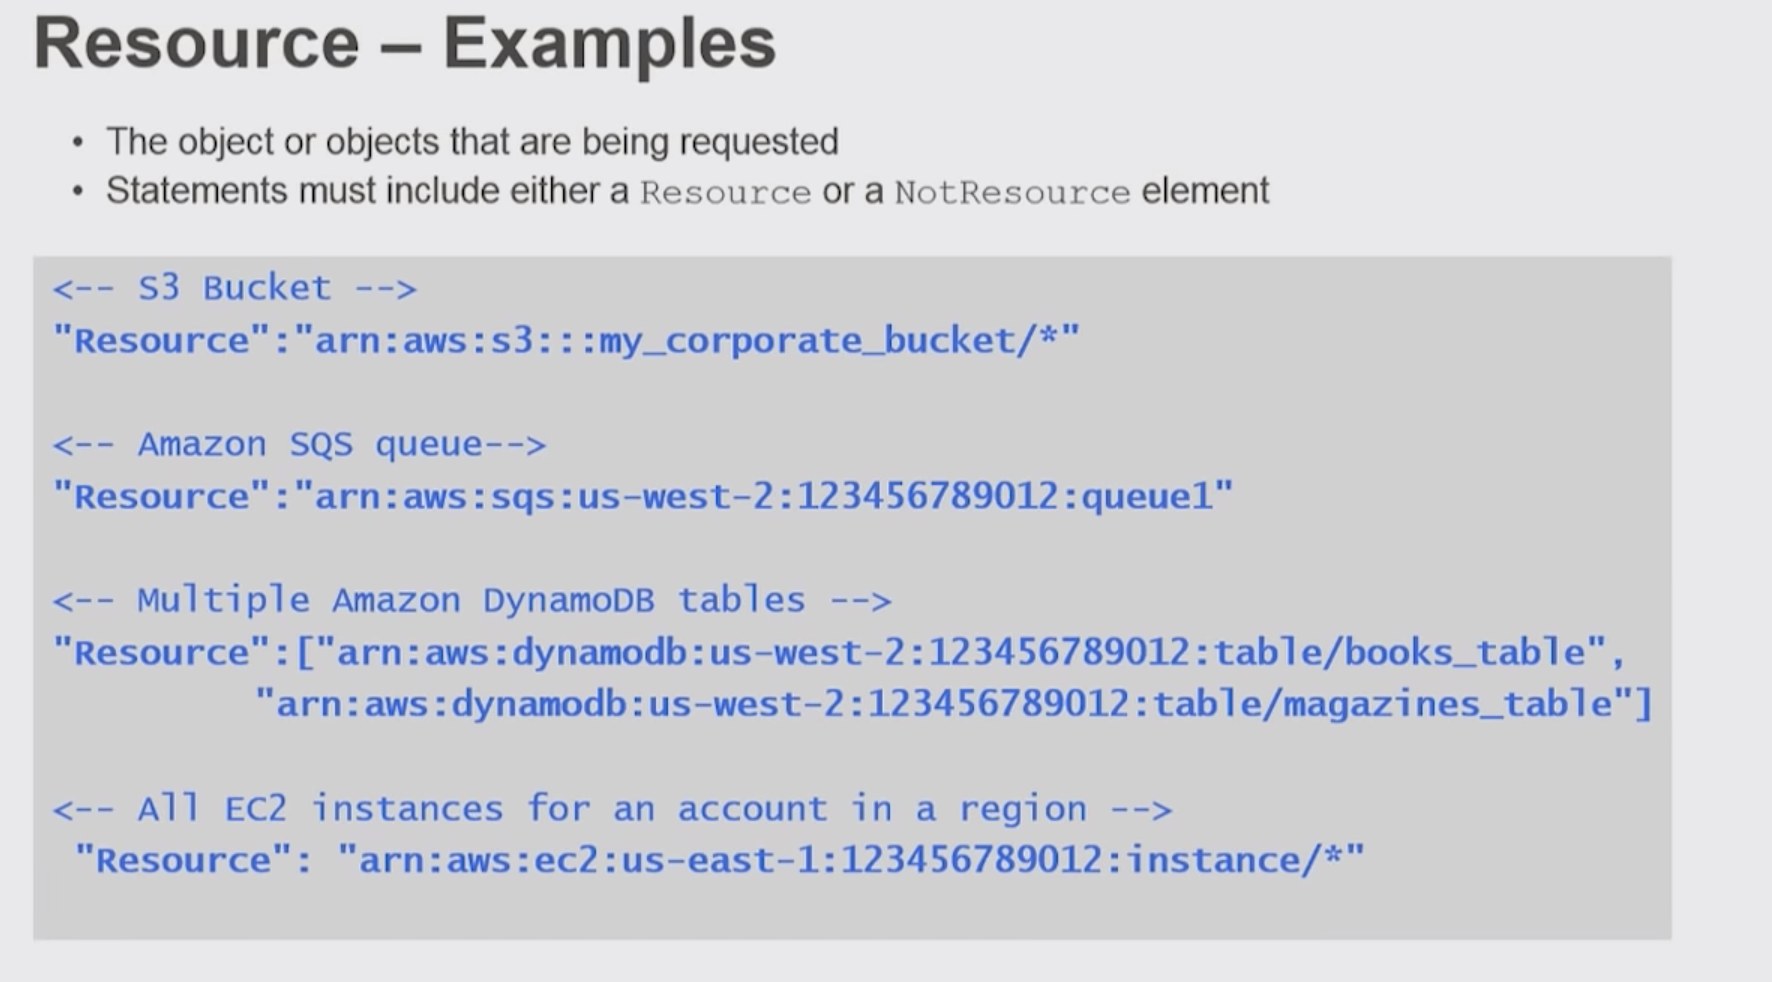 Resource – Examples
• The object or objects that are being requested
• Statements must include either a Resource or a NotResource element
<-- S3 Bucket -->
"Resource":"arn:aws:s3:::my_corporate_bucket/*"
<-- Amazon SQS queue-->
"Resource":"arn:aws:sqs:us-west-2:123456789012:queue1"
<-- Multiple Amazon DynamoDB tables -->
"Resource":["arn:aws:dynamodb:us-west-2:123456789012:table/books_table",
"arn:aws:dynamodb:us-west-2:123456789012:table/magazines_table"]
<-- All EC2 instances for an account in a region -->
"Resource": "arn:aws:ec2:us-east-1:123456789012:instance/*"